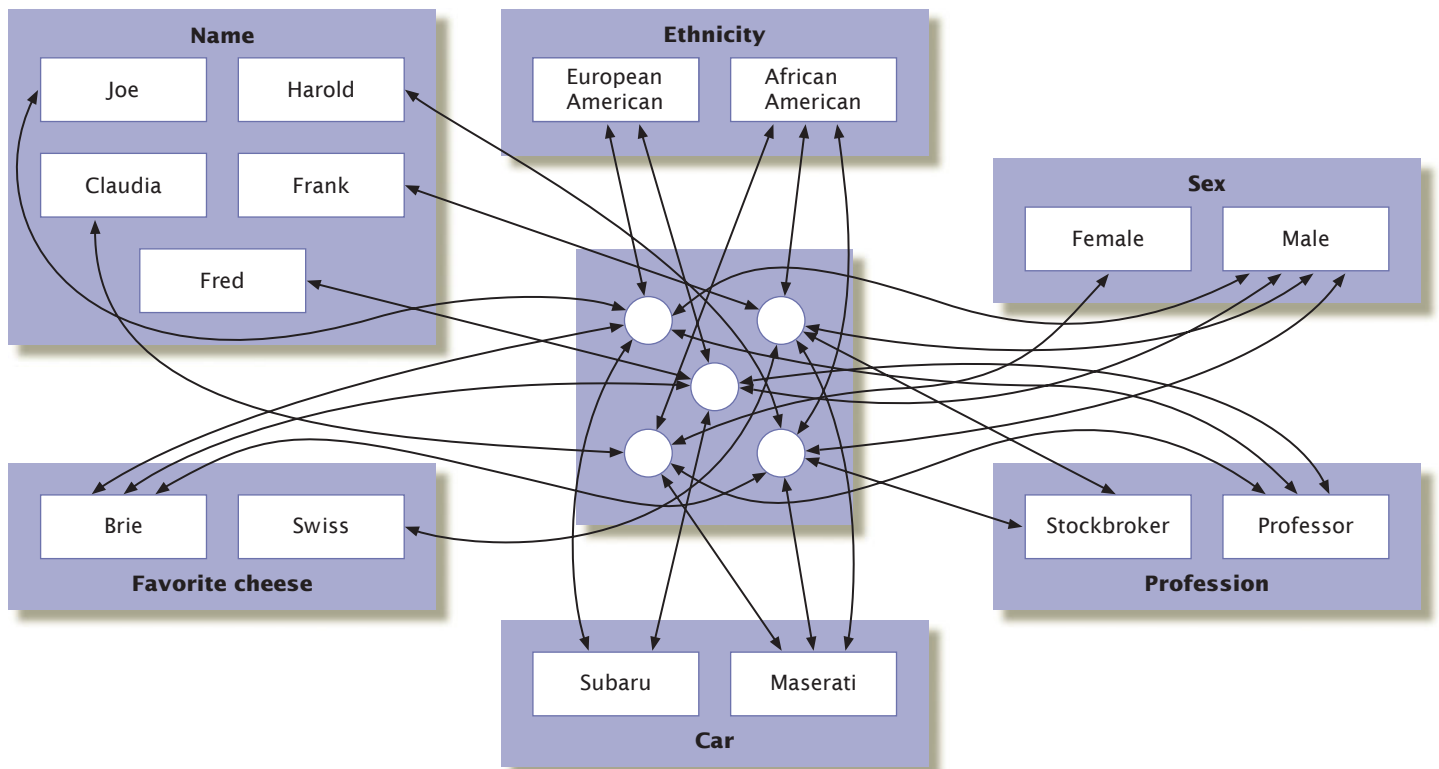 Name
Joe
Harold
Claudia
Frank
Fred
Ethnicity
European
American
African
American
Sex
Female
Male
Brie
Swiss
Favorite cheese
Stockbroker
Professor
Profession
Subaru
Maserati
Car